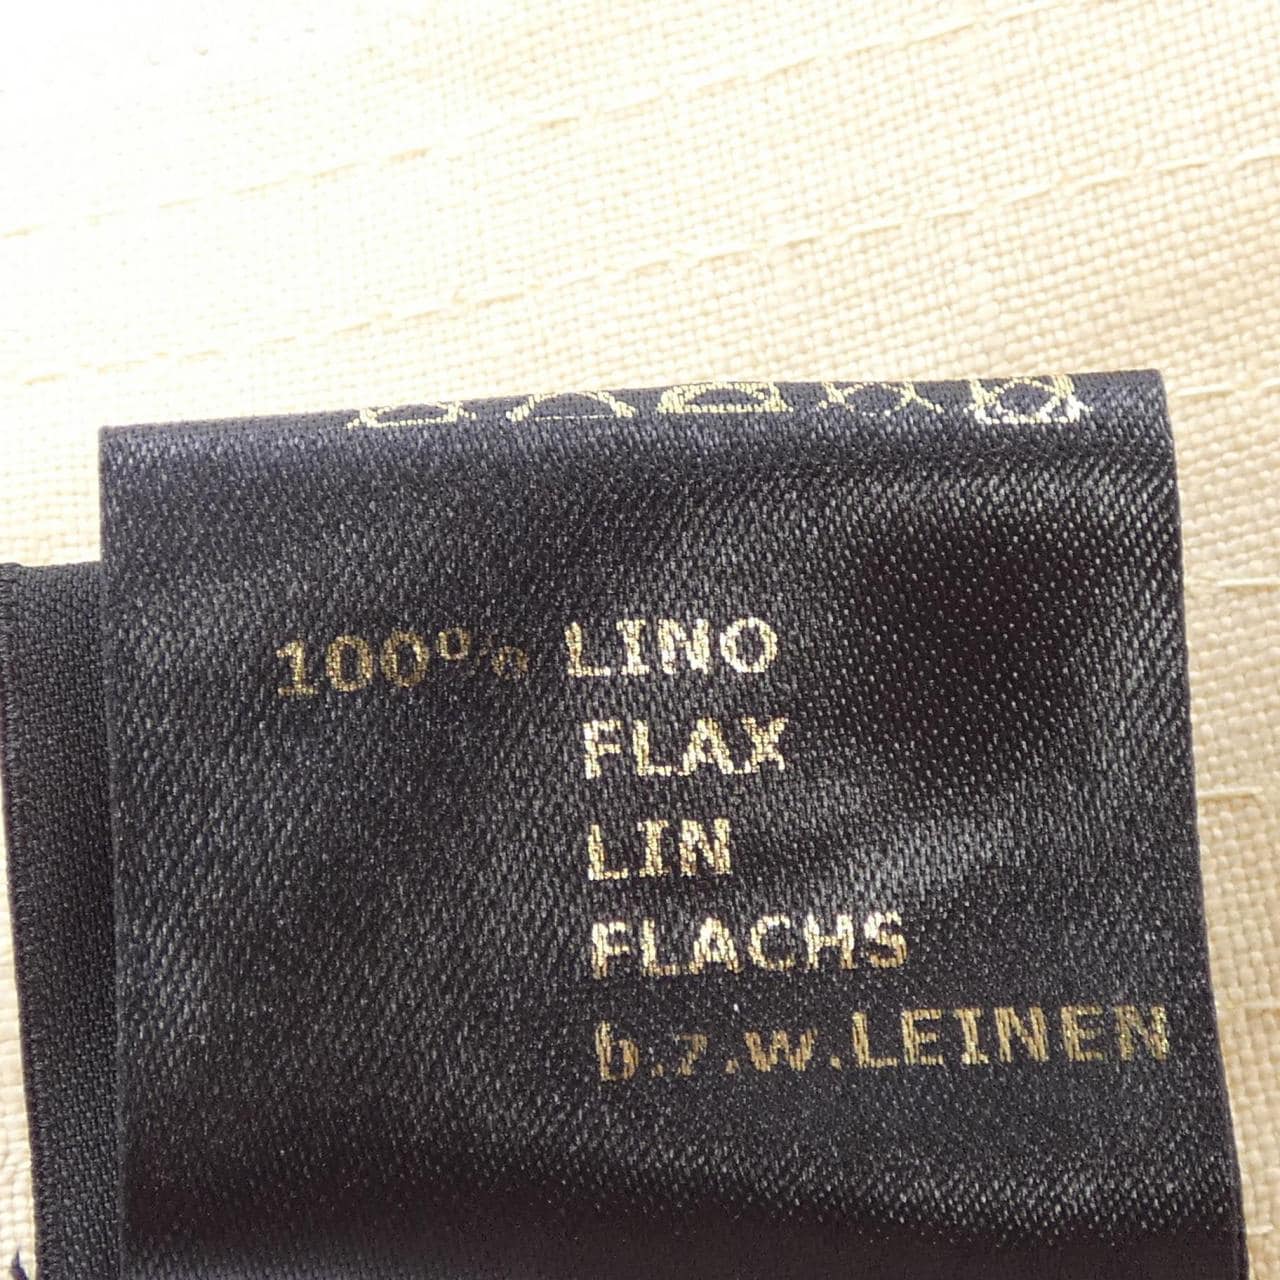 100% LINO
FLAX
LIN
FLACHS
b.z.w.LEINEN